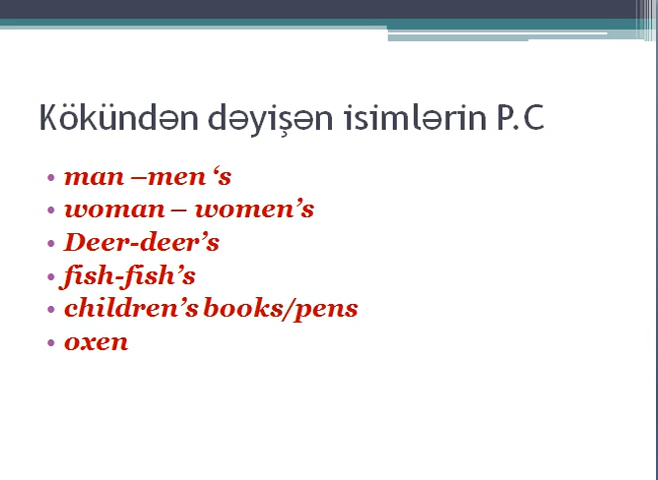 Kökündən dəyişən isimlərin P.C
• man –men ‘s
• woman – women’s
• Deer-deer’s
• fish-fish’s
• children’s books/pens
• oxen